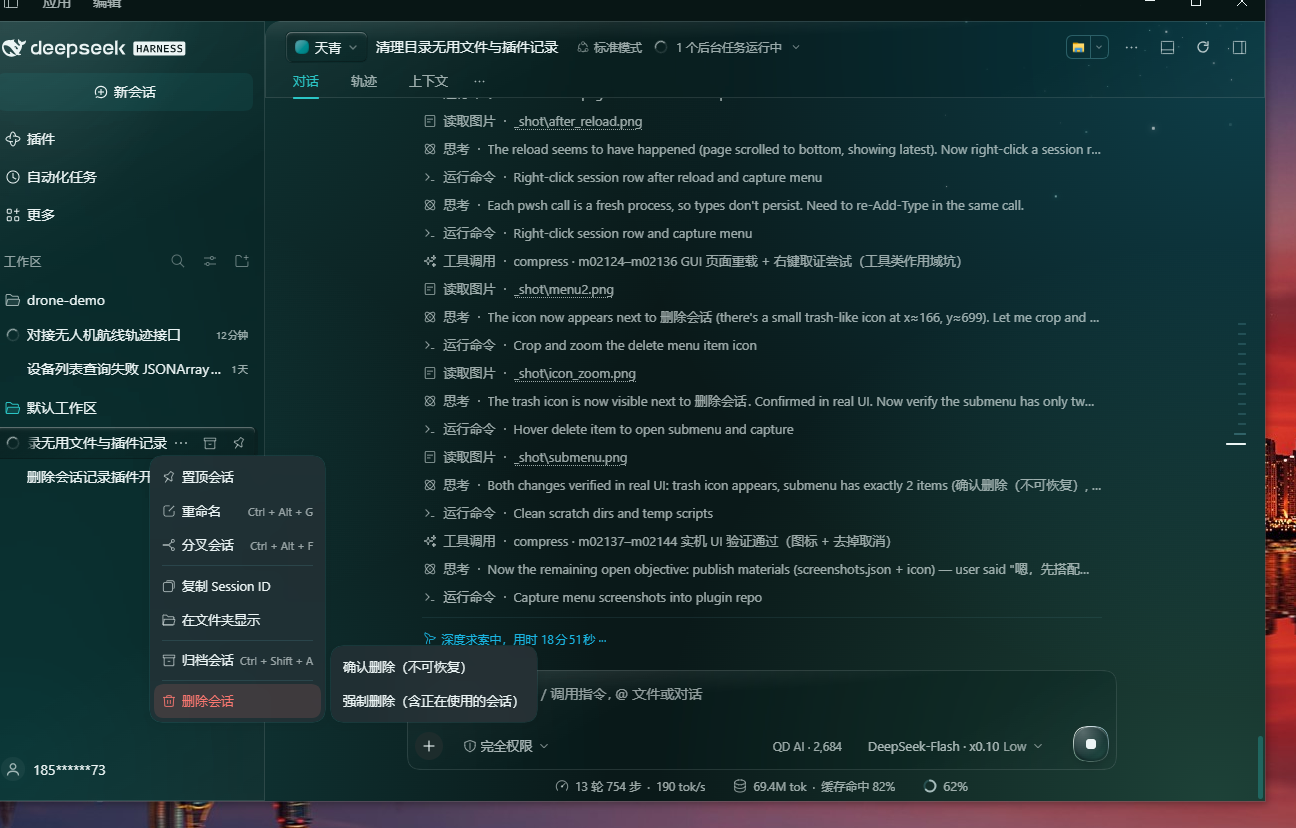 应用 编辑
deepseek HARNESS
新会话
插件
自动化任务
更多
工作区
drone-demo
对接无人机航线轨迹接口 12分钟
设备列表查询失败 JSONArray... 1天
默认工作区
录无用文件与插件记录 ···
删除会话记录插件开
置顶会话
重命名 Ctrl + Alt + G
分叉会话 Ctrl + Alt + F
复制 Session ID
在文件夹显示
归档会话 Ctrl + Shift + A
删除会话
确认删除（不可恢复）
强制删除（含正在使用的会话）
185******73
天青 清理目录无用文件与插件记录 标准模式 1 个后台任务运行中
对话 轨迹 上下文 ···
读取图片 · _shot\after_reload.png
思考 · The reload seems to have happened (page scrolled to bottom, showing latest). Now right-click a session r...
运行命令 · Right-click session row after reload and capture menu
思考 · Each pwsh call is a fresh process, so types don't persist. Need to re-Add-Type in the same call.
运行命令 · Right-click session row and capture menu
工具调用 · compress · m02124–m02136 GUI 页面重载 + 右键取证尝试（工具类作用域坑）
读取图片 · _shot\menu2.png
思考 · The icon now appears next to 删除会话 (there's a small trash-like icon at x≈166, y≈699). Let me crop and ...
运行命令 · Crop and zoom the delete menu item icon
读取图片 · _shot\icon_zoom.png
思考 · The trash icon is now visible next to 删除会话. Confirmed in real UI. Now verify the submenu has only tw...
运行命令 · Hover delete item to open submenu and capture
读取图片 · _shot\submenu.png
思考 · Both changes verified in real UI: trash icon appears, submenu has exactly 2 items (确认删除（不可恢复）, ...
运行命令 · Clean scratch dirs and temp scripts
工具调用 · compress · m02137–m02144 实机 UI 验证通过（图标 + 去掉取消）
思考 · Now the remaining open objective: publish materials (screenshots.json + icon) — user said "嗯，先搭配...
运行命令 · Capture menu screenshots into plugin repo
深度求索中，用时 18分51秒 ···
/ 调用指令, @ 文件或对话
完全权限 QD AI · 2,684 DeepSeek-Flash · x0.10 Low
13 轮 754 步 · 190 tok/s 69.4M tok · 缓存命中 82% 62%